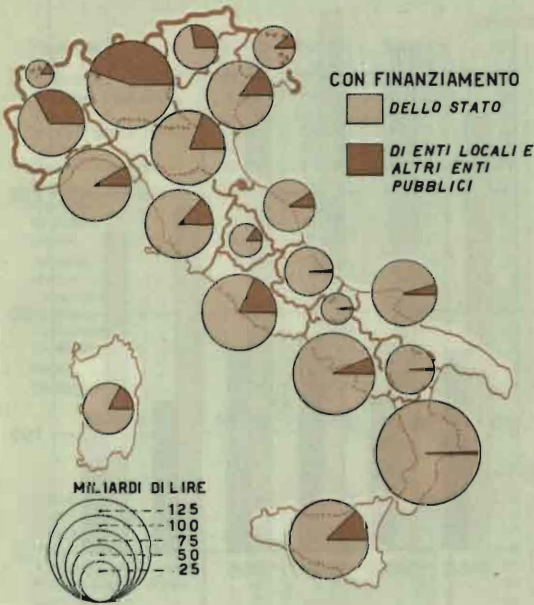 CON FINANZIAMENTO
DELLO STATO
DI ENTI LOCALI E
ALTRI ENTI
PUBBLICI
MILIARDI DI LIRE
125
100
75
50
25